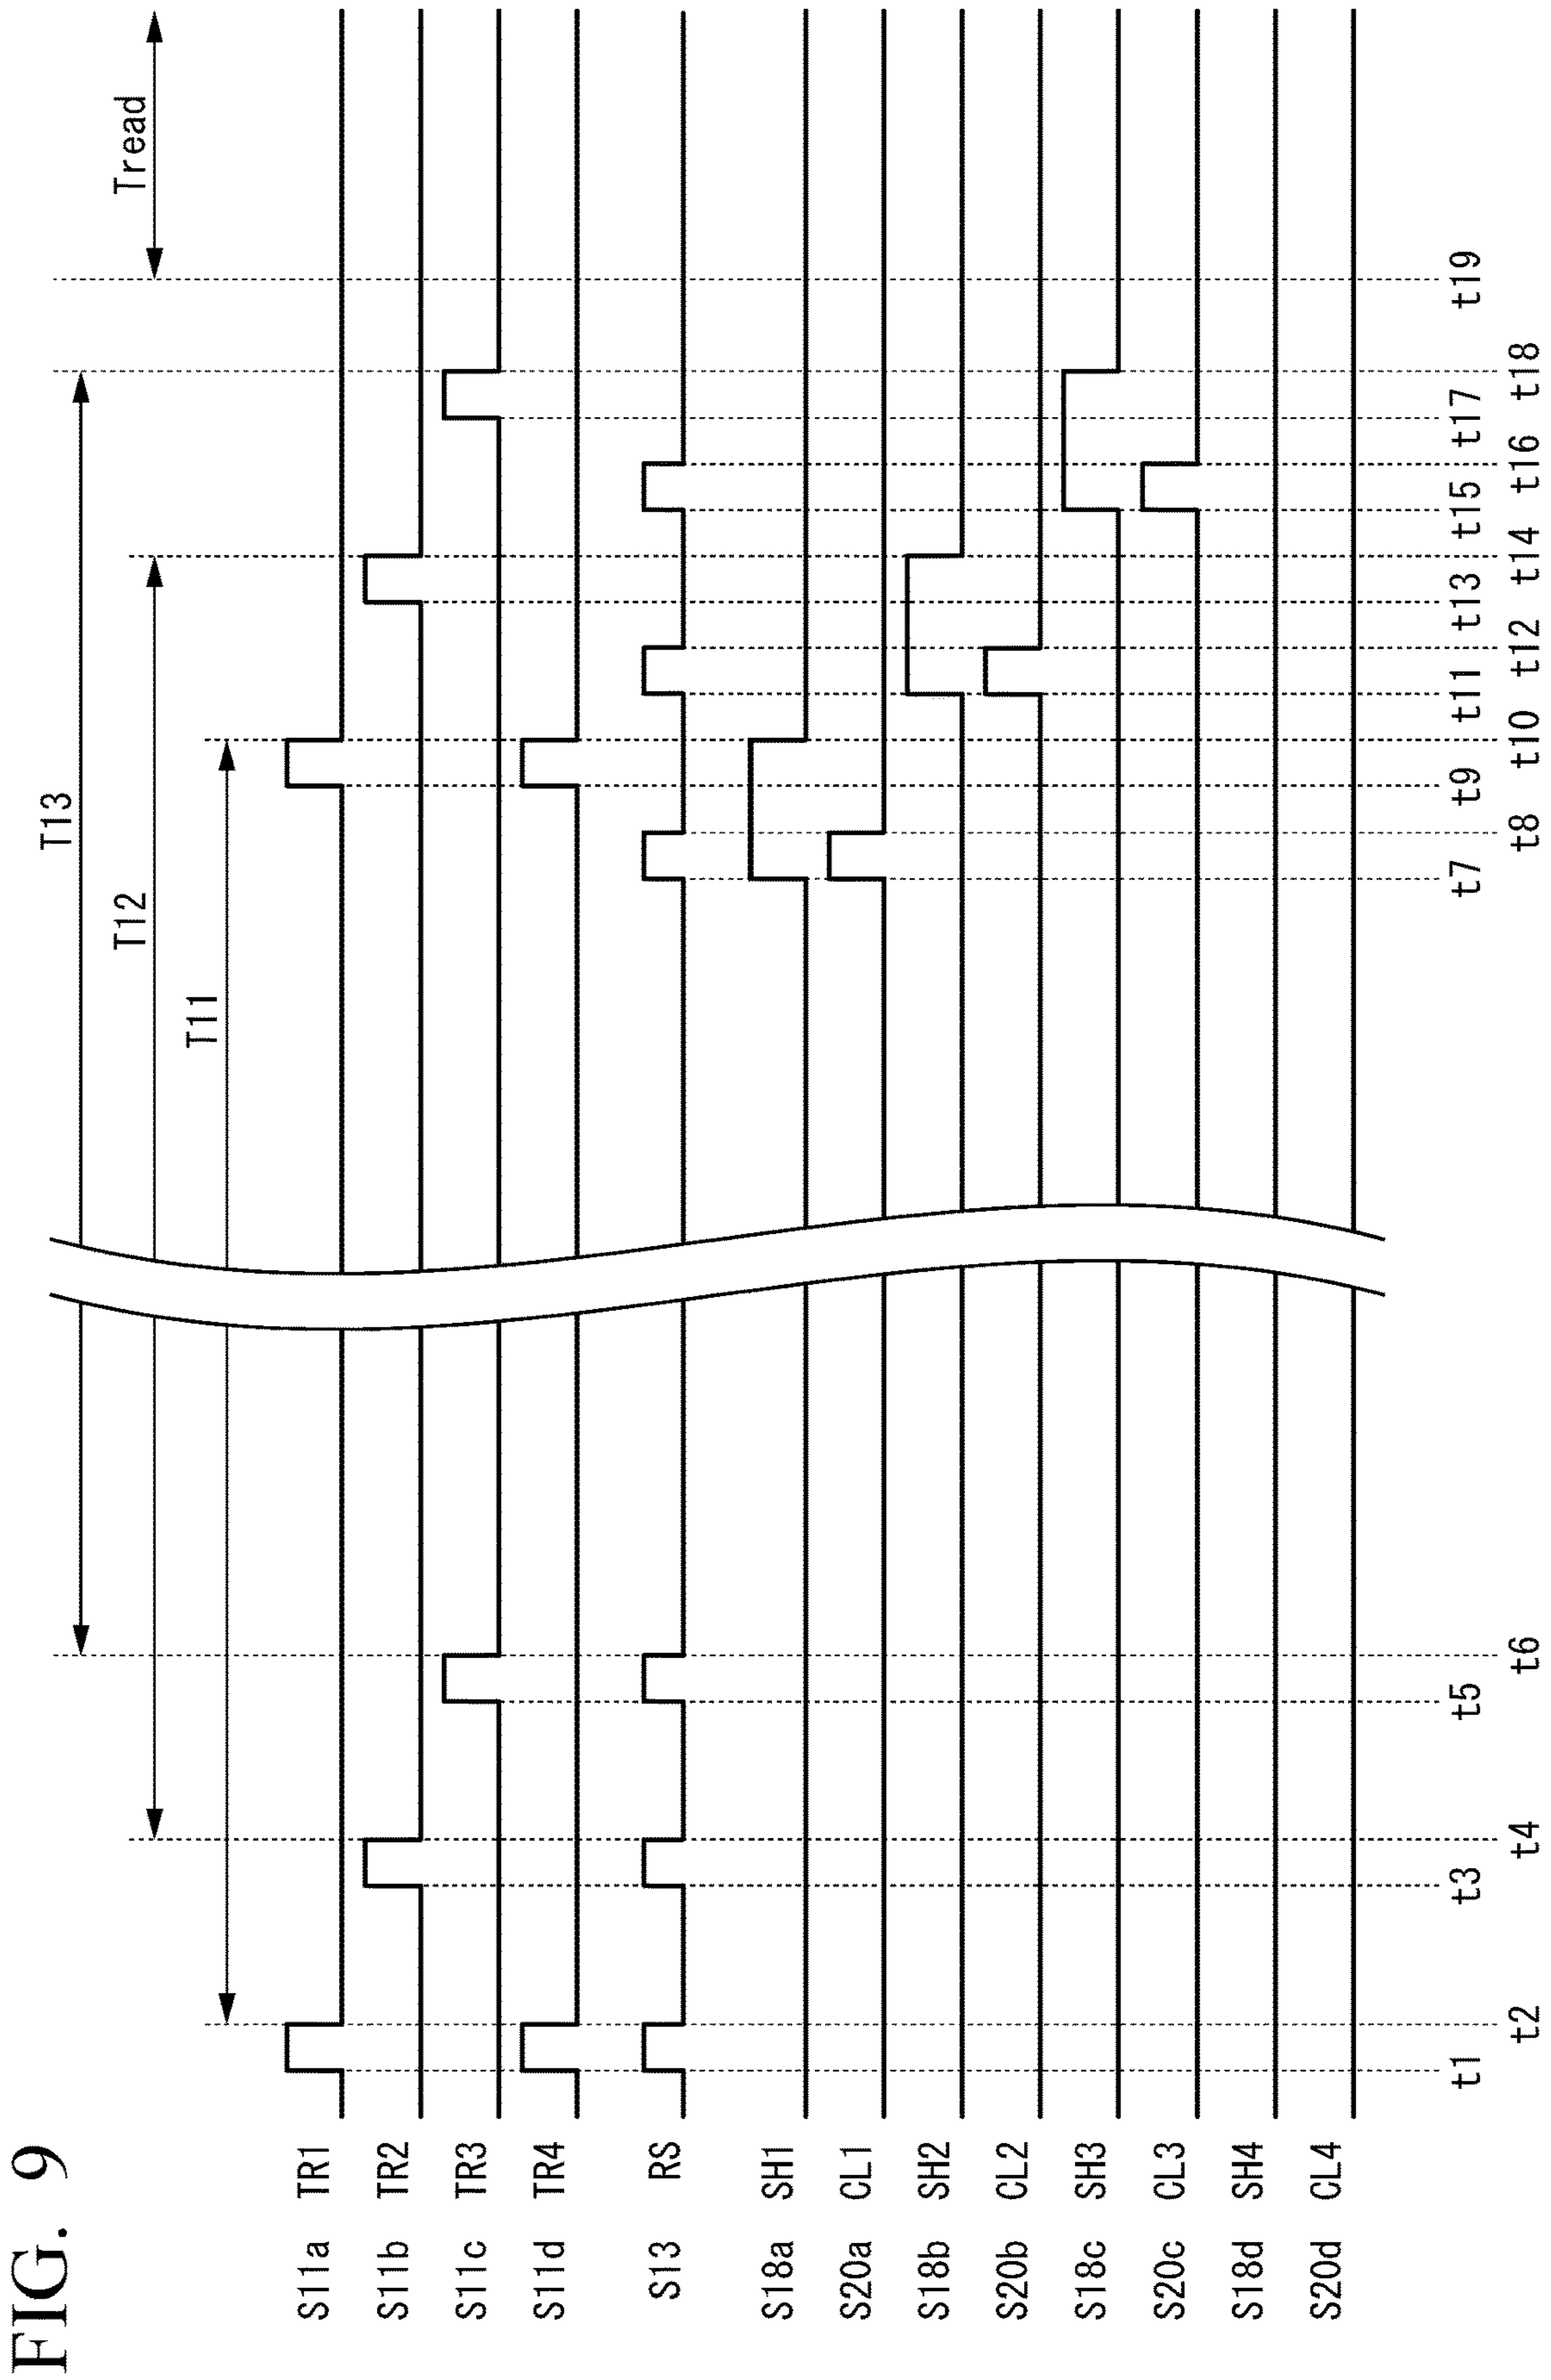 FIG. 9
T13
T12
T11
Tread
S11a TR1
S11b TR2
S11c TR3
S11d TR4
S13 RS
S18a SH1
S20a CL1
S18b SH2
S20b CL2
S18c SH3
S20c CL3
S18d SH4
S20d CL4
t1 t3 t5 t7 t9 t11 t13 t15 t17 t19
t2 t4 t6 t8 t10 t12 t14 t16 t18